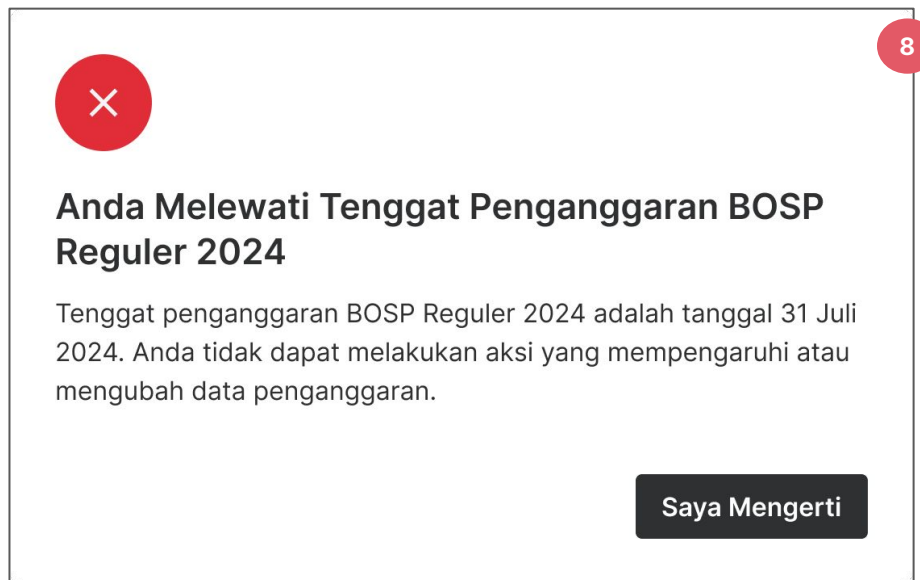 8
Anda Melewati Tenggat Penganggaran BOSP
Reguler 2024
Tenggat penganggaran BOSP Reguler 2024 adalah tanggal 31 Juli
2024. Anda tidak dapat melakukan aksi yang mempengaruhi atau
mengubah data penganggaran.
Saya Mengerti